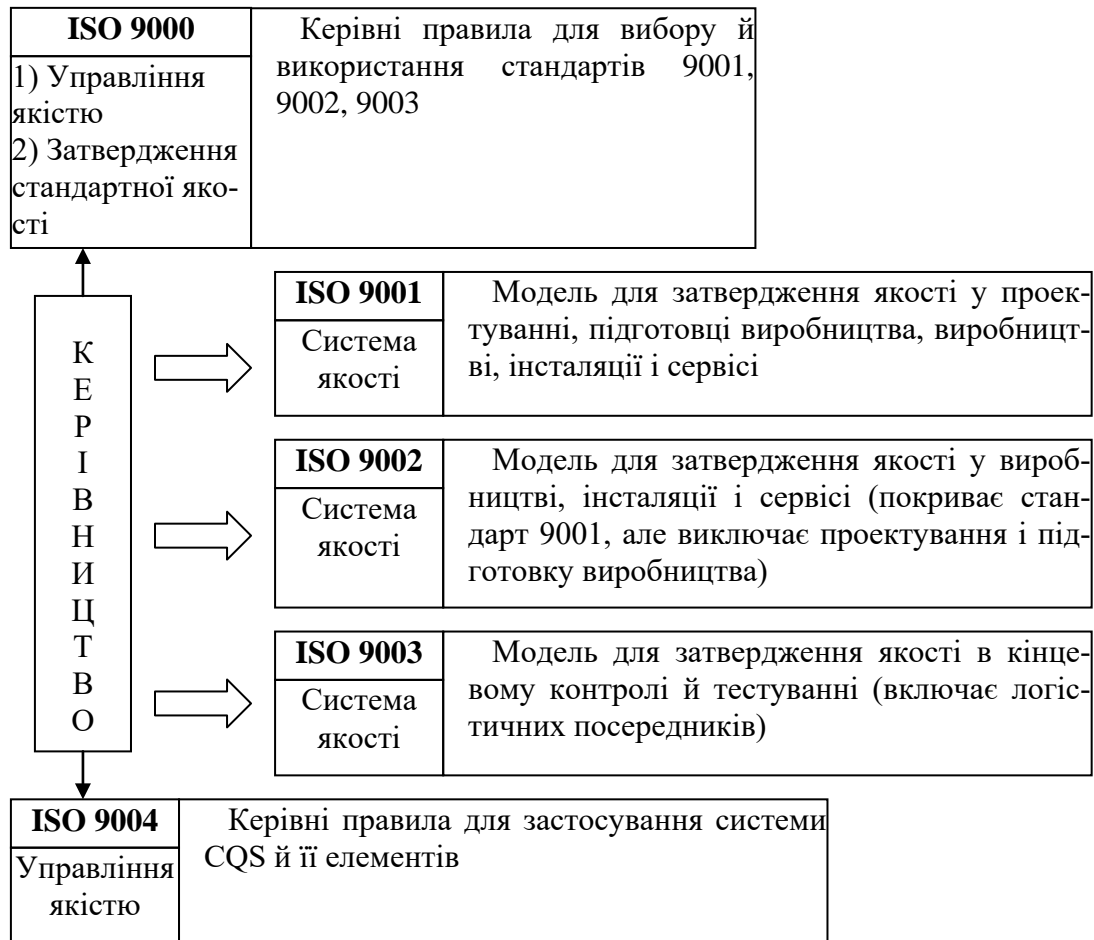 ISO 9000
1) Управління
якістю
2) Затвердження
стандартної яко-
сті
Керівні правила для вибору й
використання стандартів 9001,
9002, 9003
К
Е
Р
І
В
Н
И
Ц
Т
В
О
ISO 9001
Система
якості
Модель для затвердження якості у проек-
туванні, підготовці виробництва, виробницт-
ві, інсталяції і сервісі
ISO 9002
Система
якості
Модель для затвердження якості у вироб-
ництві, інсталяції і сервісі (покриває стан-
дарт 9001, але виключає проектування і під-
готовку виробництва)
ISO 9003
Система
якості
Модель для затвердження якості в кінце-
вому контролі й тестуванні (включає логіс-
тичних посередників)
ISO 9004
Управління
якістю
Керівні правила для застосування системи
CQS й її елементів